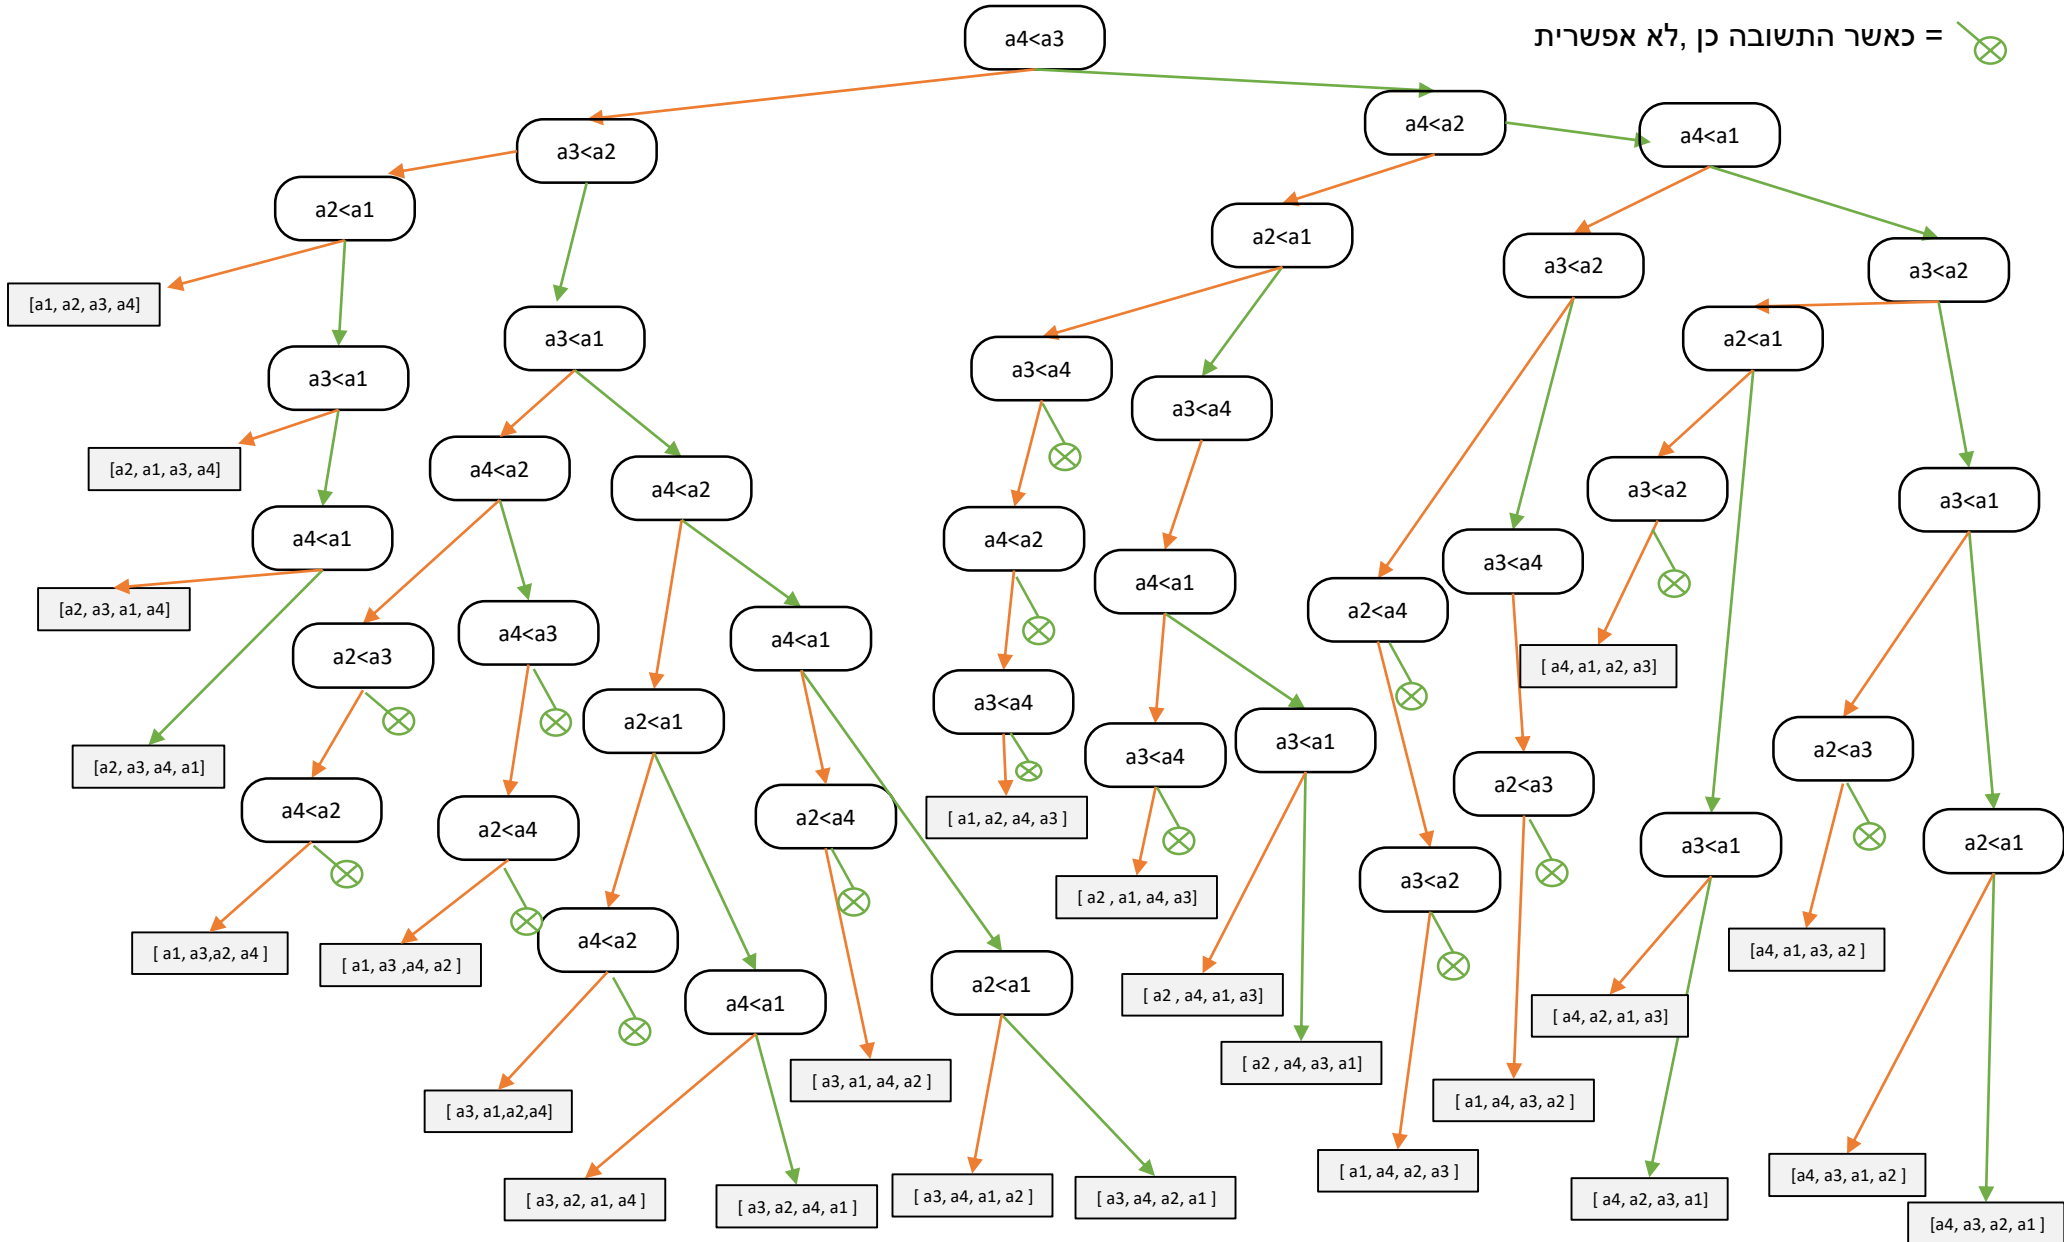 = כאשר התשובה כן ,לא אפשרית
a4<a3
a4<a2
a4<a1
a3<a2
a2<a1
a2<a1
a3<a2
a3<a2
[a1, a2, a3, a4]
a3<a1
a2<a1
a3<a1
a3<a4
a3<a4
[a2, a1, a3, a4]
a4<a2
a4<a2
a3<a2
a3<a1
a4<a1
a4<a2
a4<a1
a3<a4
[a2, a3, a1, a4]
a2<a4
a2<a3
a4<a3
a4<a1
[ a4, a1, a2, a3]
a3<a4
a2<a1
a3<a4
a3<a1
a2<a3
[a2, a3, a4, a1]
a2<a3
a4<a2
a2<a4
a2<a4
[ a1, a2, a4, a3 ]
a3<a1
a2<a1
a3<a2
[ a2 , a1, a4, a3]
[ a1, a3,a2, a4 ]
[ a1, a3 ,a4, a2 ]
a4<a2
[a4, a1, a3, a2 ]
a2<a1
[ a2 , a4, a1, a3]
a4<a1
[ a4, a2, a1, a3]
[ a2 , a4, a3, a1]
[ a3, a1, a4, a2 ]
[ a1, a4, a3, a2 ]
[ a3, a1,a2,a4]
[ a1, a4, a2, a3 ]
[a4, a3, a1, a2 ]
[ a3, a2, a1, a4 ]
[ a3, a2, a4, a1 ]
[ a3, a4, a1, a2 ]
[ a3, a4, a2, a1 ]
[ a4, a2, a3, a1]
[a4, a3, a2, a1 ]